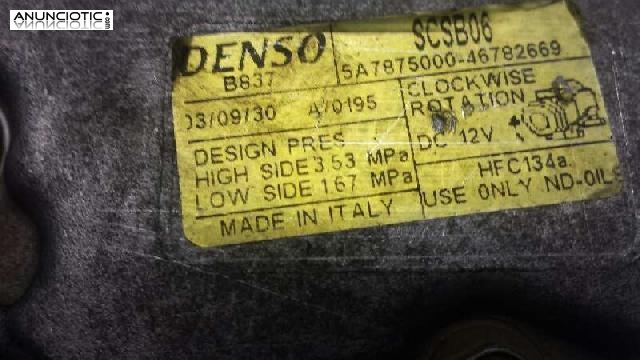 ANUNCIOTIC
.com
DENSO
SCSB06
B837
5A7875000-46782669
03/09/30 A/0195
CLOCKWISE
ROTATION
DC 12V
DESIGN PRES
HIGH SIDE 3.53 MPa
LOW SIDE 1.67 MPa
HFC134a
USE ONLY ND-OIL
MADE IN ITALY